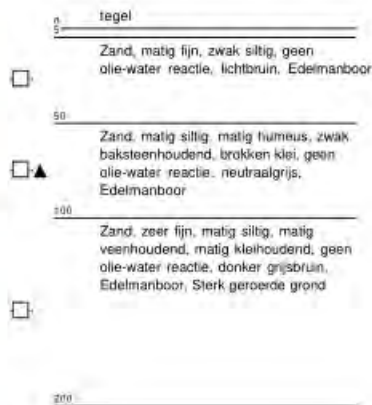 0 tegel
5
Zand, matig fijn, zwak siltig, geen
olie-water reactie, lichtbruin, Edelmanboor
50
Zand, matig siltig, matig humeus, zwak
baksteenhoudend, brokken klei, geen
olie-water reactie, neutraalgrijs,
Edelmanboor
100
Zand, zeer fijn, matig siltig, matig
veenhoudend, matig kleihoudend, geen
olie-water reactie, donker grijsbruin,
Edelmanboor, Sterk geroerde grond
200